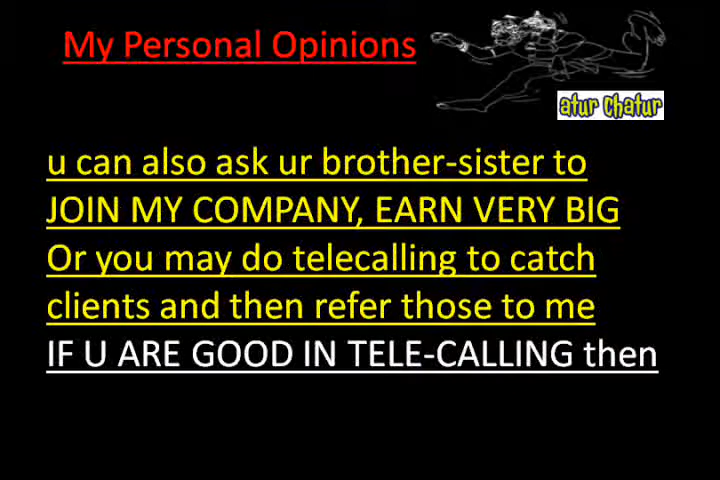 My Personal Opinions
atur chatur
u can also ask ur brother-sister to
JOIN MY COMPANY, EARN VERY BIG
Or you may do telecalling to catch
clients and then refer those to me
IF U ARE GOOD IN TELE-CALLING then